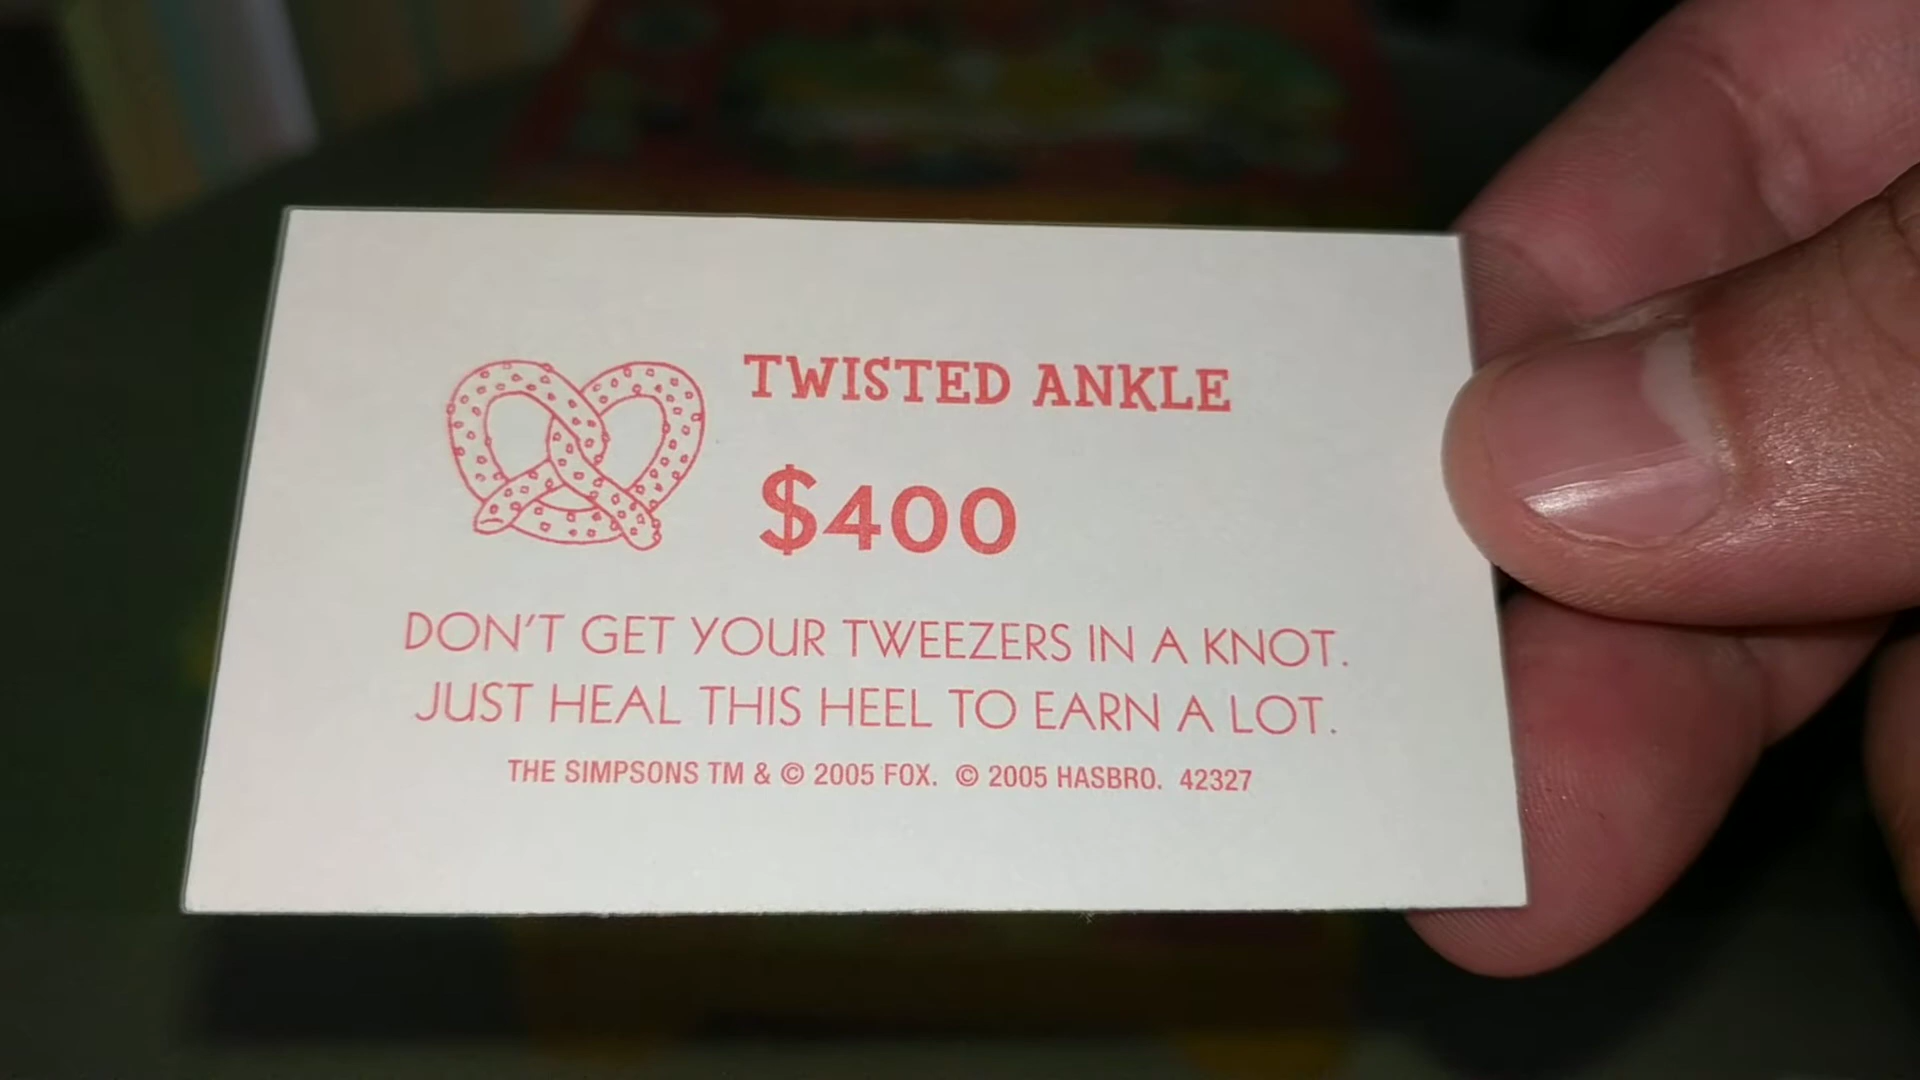 TWISTED ANKLE
$400
DON'T GET YOUR TWEEZERS IN A KNOT.
JUST HEAL THIS HEEL TO EARN A LOT.
THE SIMPSONS TM & © 2005 FOX. © 2005 HASBRO. 42327